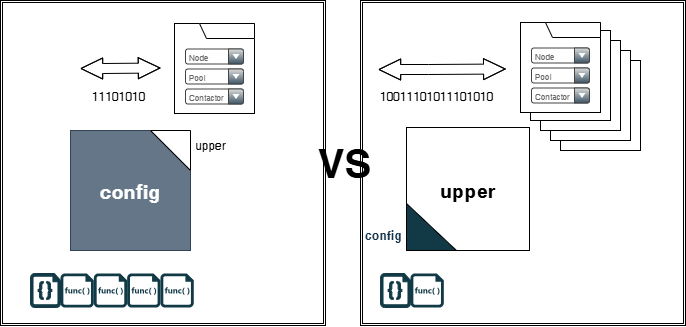 Node
Pool
Contactor
11101010
upper
config
{} func( ) func( ) func( ) func( )
VS
Node
Pool
Contactor
10011101011101010
upper
config
{} func( )